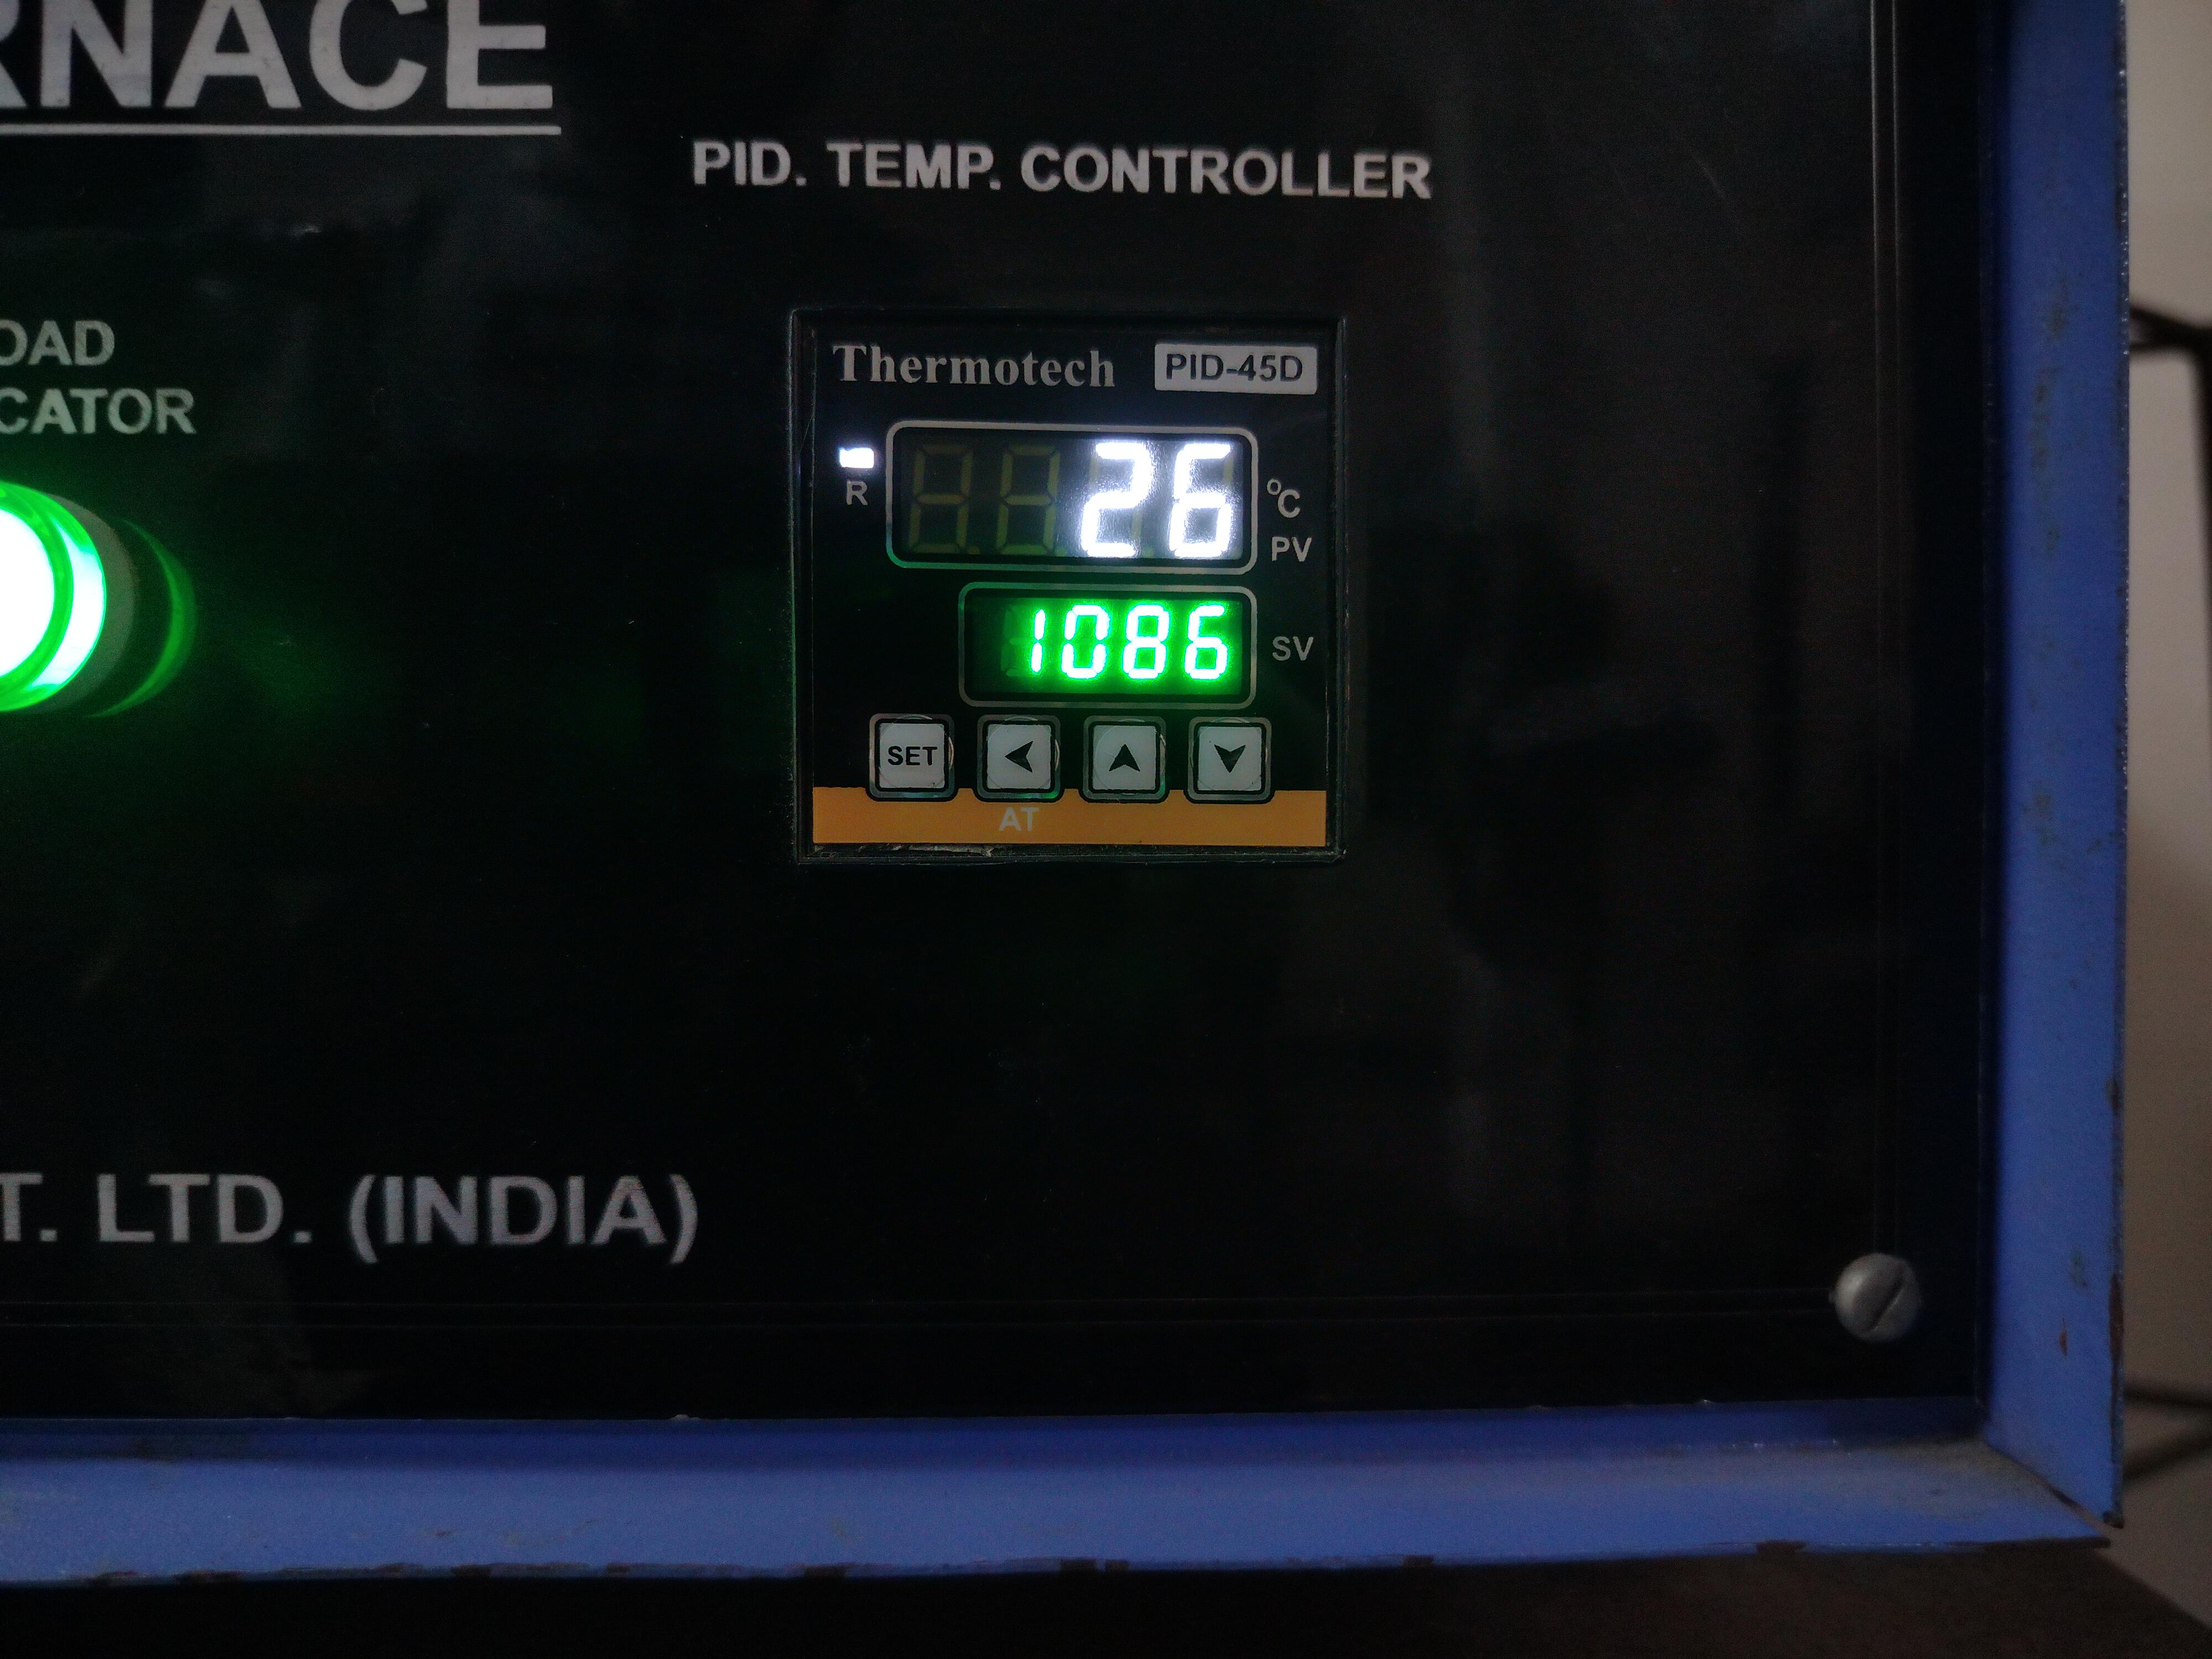 RNACE
PID. TEMP. CONTROLLER
OAD
CATOR
Thermotech PID-45D
R 26 °C
PV
1086 SV
SET
AT
T. LTD. (INDIA)